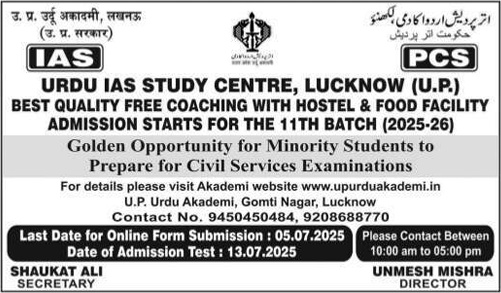 उ. प्र. उर्दू अकादमी, लखनऊ
(उ. प्र. सरकार)
اتر پردیش اردو اکادمی، لکھنئو
حکومت اتر پردیش
IAS
PCS
URDU IAS STUDY CENTRE, LUCKNOW (U.P.)
BEST QUALITY FREE COACHING WITH HOSTEL & FOOD FACILITY
ADMISSION STARTS FOR THE 11TH BATCH (2025-26)
Golden Opportunity for Minority Students to
Prepare for Civil Services Examinations
For details please visit Akademi website www.upurduakademi.in
U.P. Urdu Akademi, Gomti Nagar, Lucknow
Contact No. 9450450484, 9208688770
Last Date for Online Form Submission : 05.07.2025
Date of Admission Test : 13.07.2025
Please Contact Between
10:00 am to 05:00 pm
SHAUKAT ALI
SECRETARY
UNMESH MISHRA
DIRECTOR